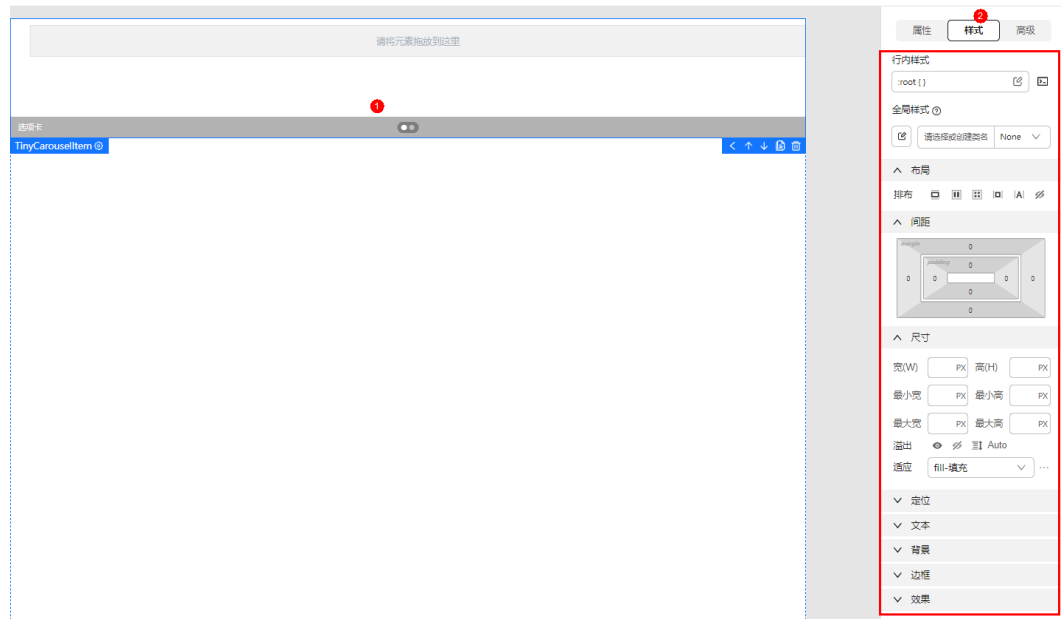 请将元素拖放到这里
1
选项卡
TinyCarouselItem
2
属性 样式 高级
行内样式
:root { }
全局样式
请选择或创建类名 None
布局
排布
间距
margin
0
padding
0
0 0 0 0
0
0
尺寸
宽(W) PX 高(H) PX
最小宽 PX 最小高 PX
最大宽 PX 最大高 PX
溢出 Auto
适应 fill-填充
定位
文本
背景
边框
效果